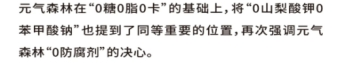 元气森林在“0糖0脂0卡”的基础上，将“0山梨酸钾0
苯甲酸钠”也提到了同等重要的位置，再次强调元气
森林“0防腐剂”的决心。